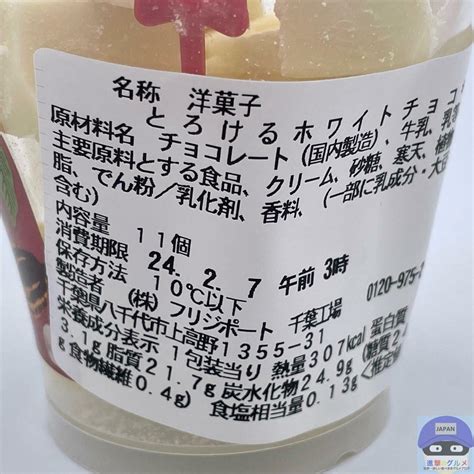 名称 洋菓子
とろけるホワイトチョコ
原材料名 チョコレート(国内製造)、牛乳、乳等
主要原料とする食品、クリーム、砂糖、寒天、植物
脂、でん粉/乳化剤、香料、(一部に乳成分・大豆
含む)
内容量 11個
消費期限 24. 2. 7 午前 3時
保存方法 10℃以下
製造者 (株)フリジポート 千葉工場
千葉県八千代市上高野1355-31 0120-975-
栄養成分表示 1包装当り 熱量307kcal 蛋白質
3.1g 脂質21.7g 炭水化物24.9g (糖質2
g 食物繊維0.4g) 食塩相当量0.13g <推定
JAPAN
進撃のグルメ